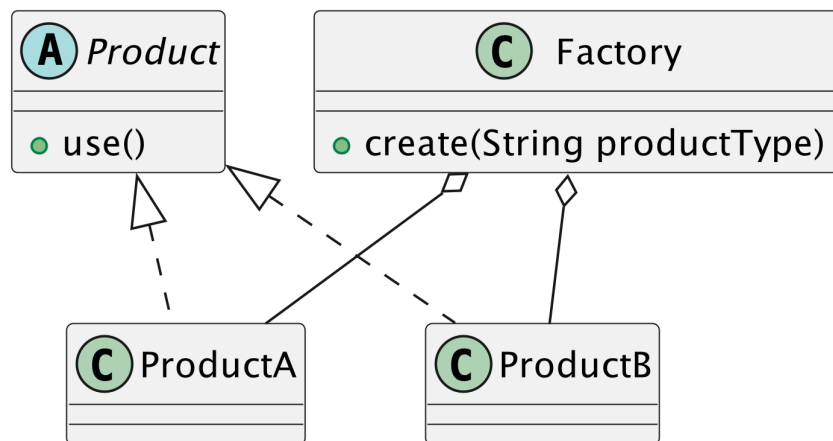 A Product
use()
C Factory
create(String productType)
C ProductA
C ProductB